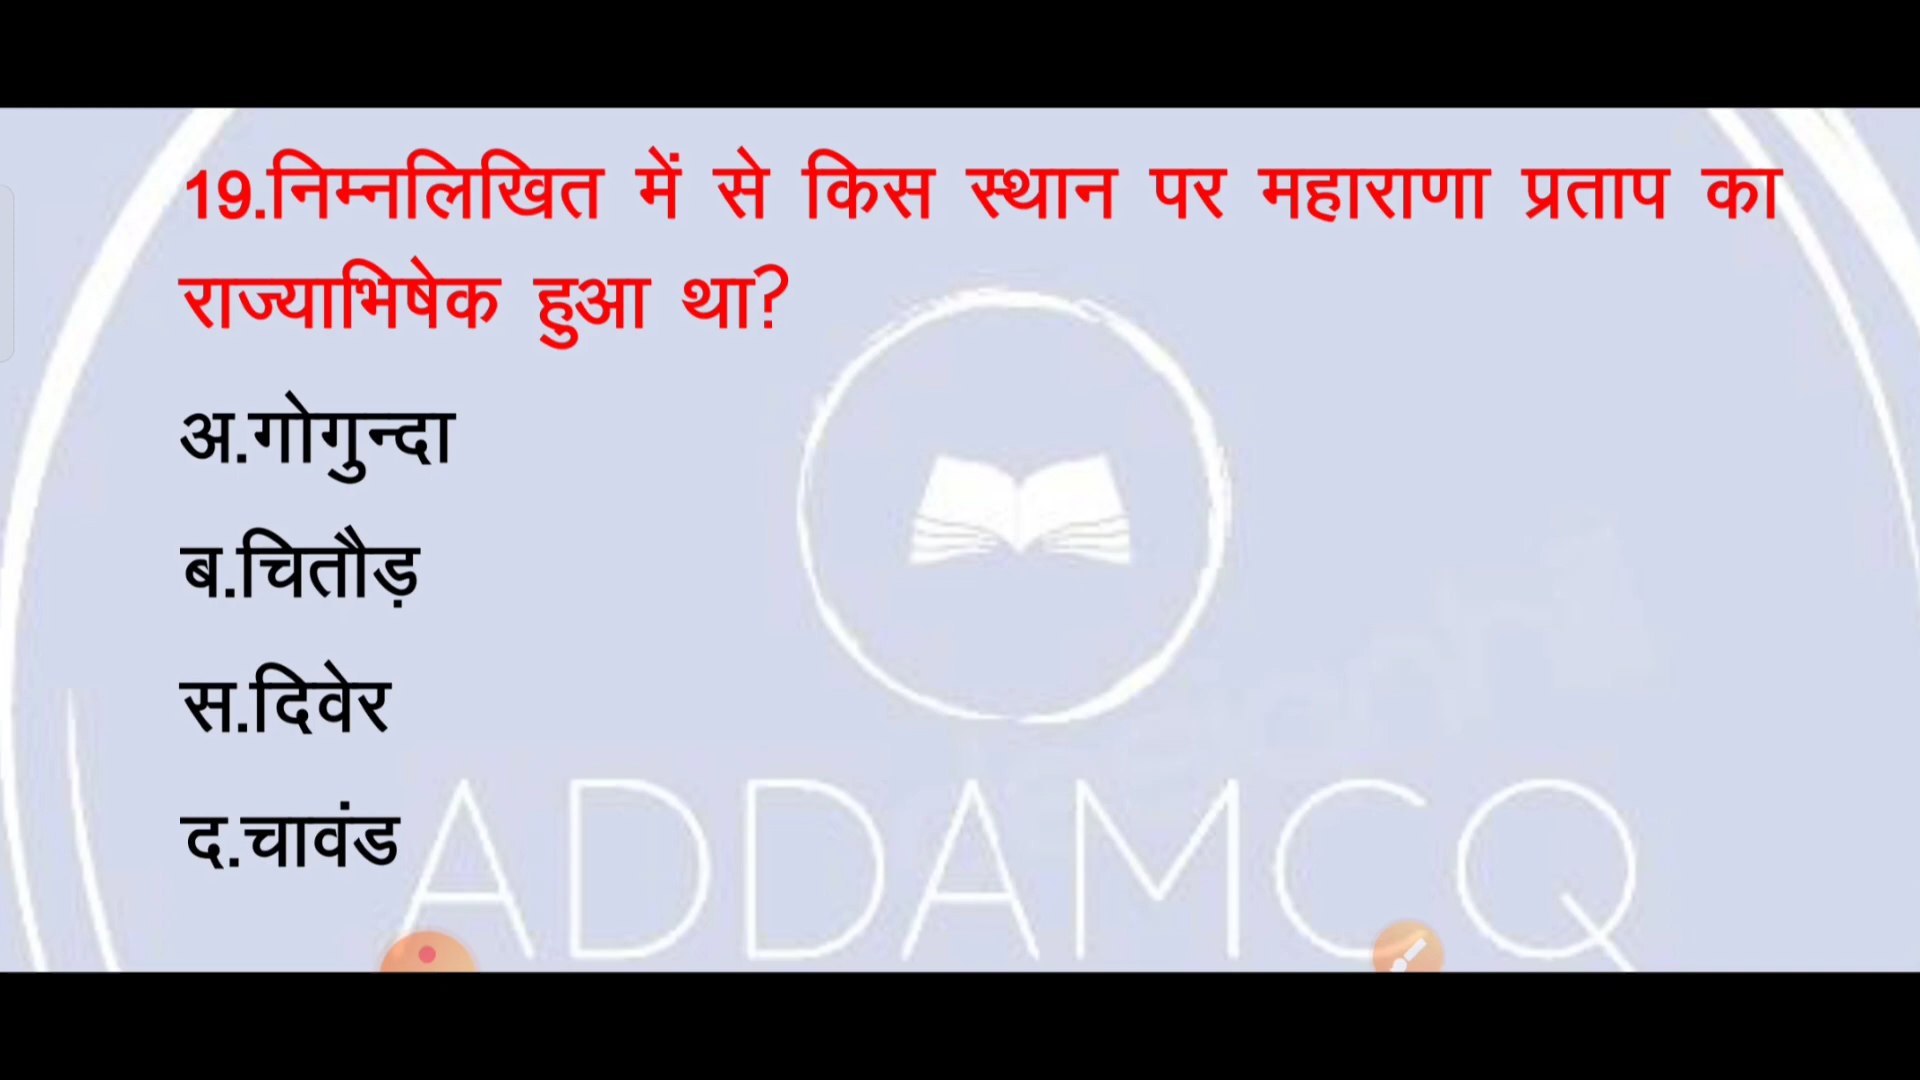 19.निम्नलिखित में से किस स्थान पर महाराणा प्रताप का
राज्याभिषेक हुआ था?
अ.गोगुन्दा
ब.चितौड़
स.दिवेर
द.चावंड
ADDAMCQ